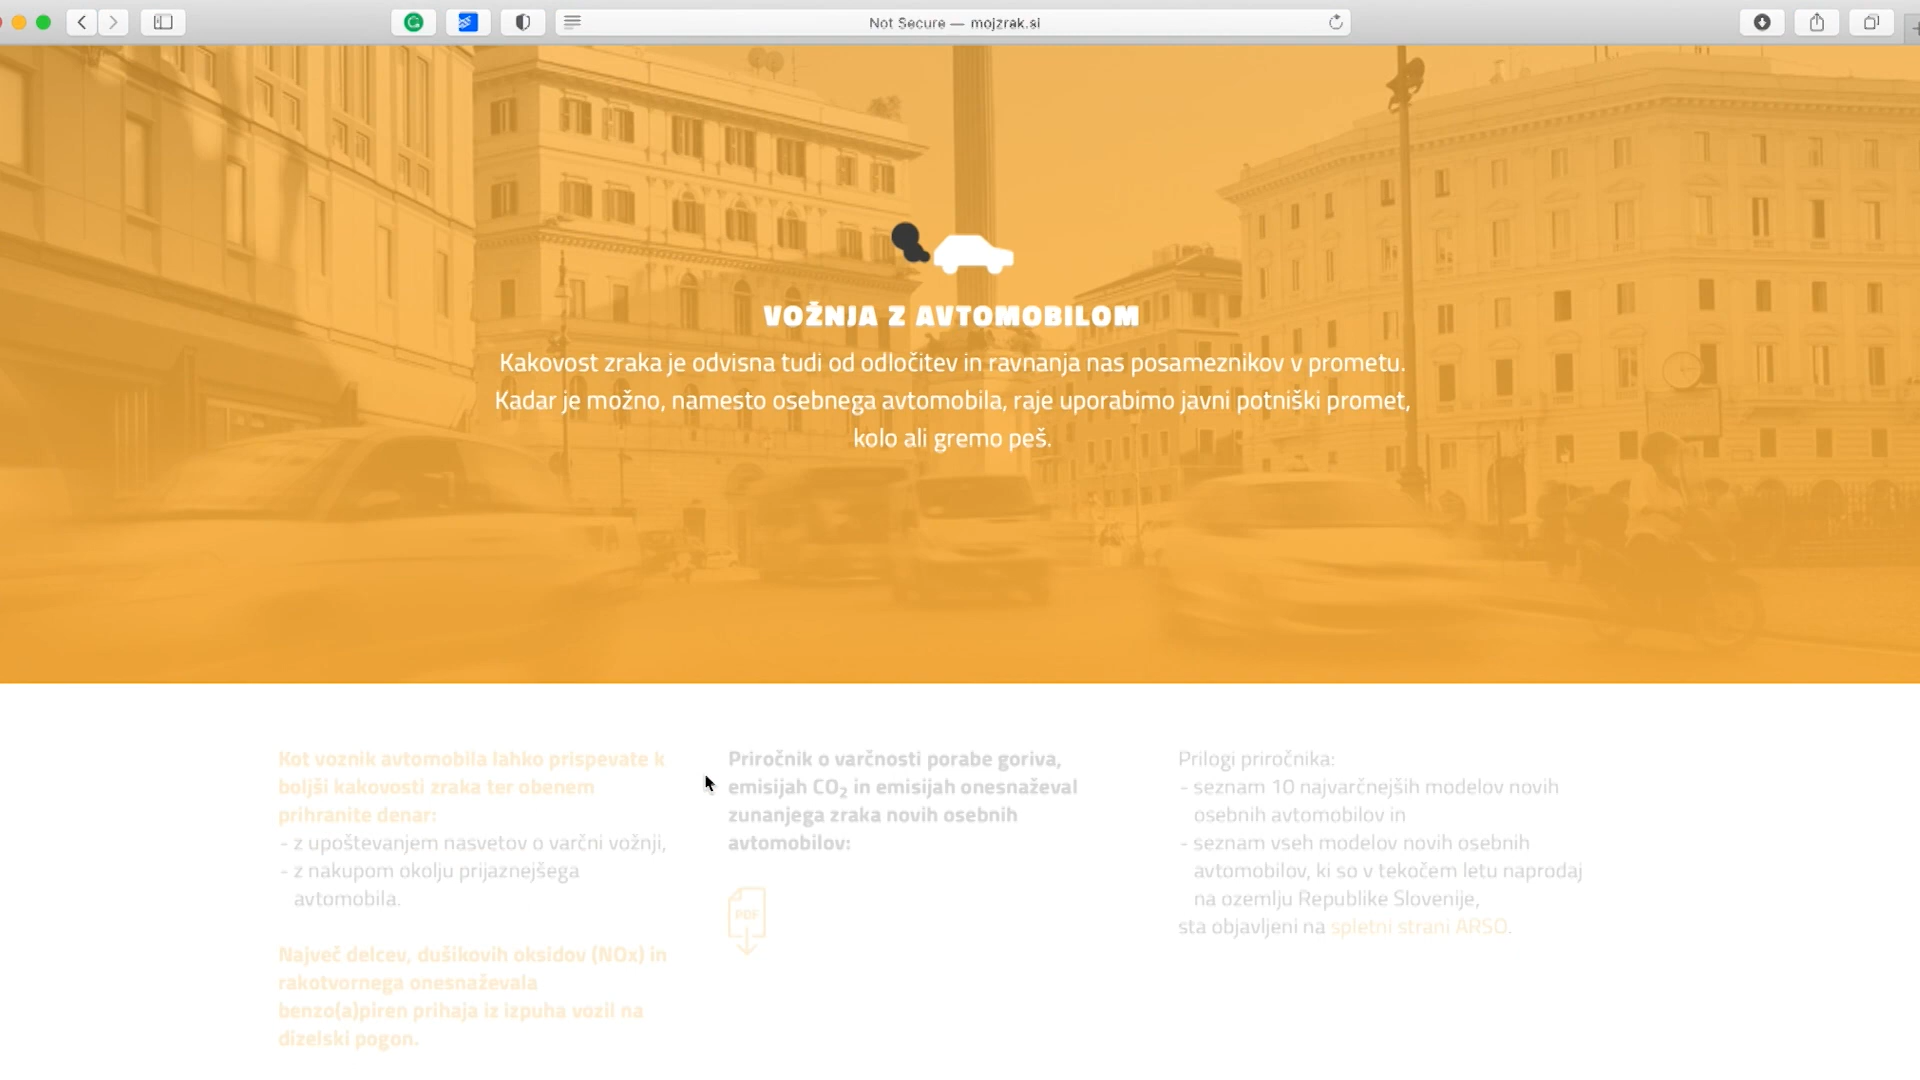 Not Secure — mojzrak.si
VOŽNJA Z AVTOMOBILOM
Kakovost zraka je odvisna tudi od odločitev in ravnanja nas posameznikov v prometu.
Kadar je možno, namesto osebnega avtomobila, raje uporabimo javni potniški promet,
kolo ali gremo peš.
Kot voznik avtomobila lahko prispevate k
boljši kakovosti zraka ter obenem
prihranite denar:
- z upoštevanjem nasvetov o varčni vožnji,
- z nakupom okolju prijaznejšega
avtomobila.
Največ delcev, dušikovih oksidov (NOx) in
rakotvornega onesnaževala
benzo(a)piren prihaja iz izpuha vozil na
dizelski pogon.
Priročnik o varčnosti porabe goriva,
emisijah CO₂ in emisijah onesnaževal
zunanjega zraka novih osebnih
avtomobilov:
PDF
Prilogi priročnika:
- seznam 10 najvarčnejših modelov novih
osebnih avtomobilov in
- seznam vseh modelov novih osebnih
avtomobilov, ki so v tekočem letu naprodaj
na ozemlju Republike Slovenije,
sta objavljeni na spletni strani ARSO.